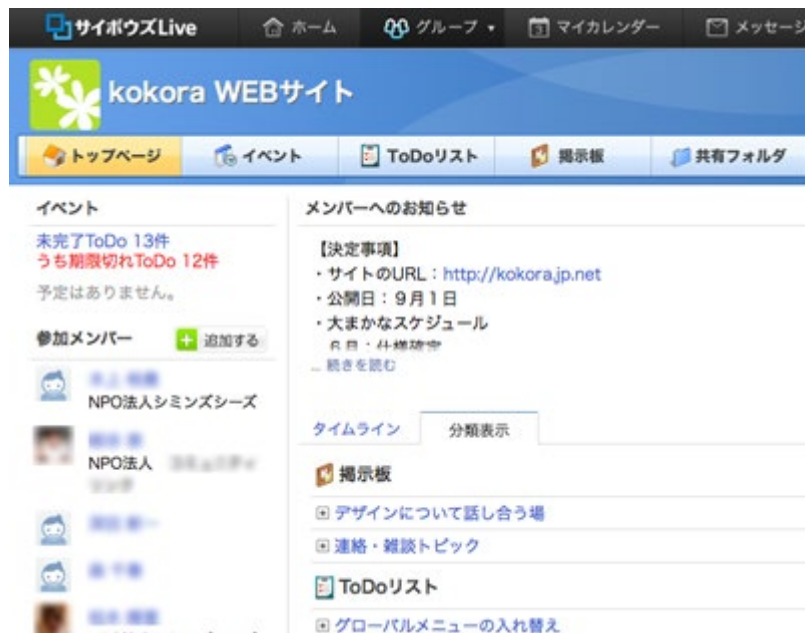 サイボウズLive ホーム グループ マイカレンダー メッセージ
kokora WEBサイト
トップページ イベント ToDoリスト 掲示板 共有フォルダ
イベント
未完了ToDo 13件
うち期限切れToDo 12件
予定はありません。
参加メンバー 追加する
NPO法人シミンズシーズ
NPO法人
メンバーへのお知らせ
【決定事項】
・サイトのURL：http://kokora.jp.net
・公開日：9月1日
・大まかなスケジュール
6月：仕様確定
... 続きを読む
タイムライン 分類表示
掲示板
デザインについて話し合う場
連絡・雑談トピック
ToDoリスト
グローバルメニューの入れ替え